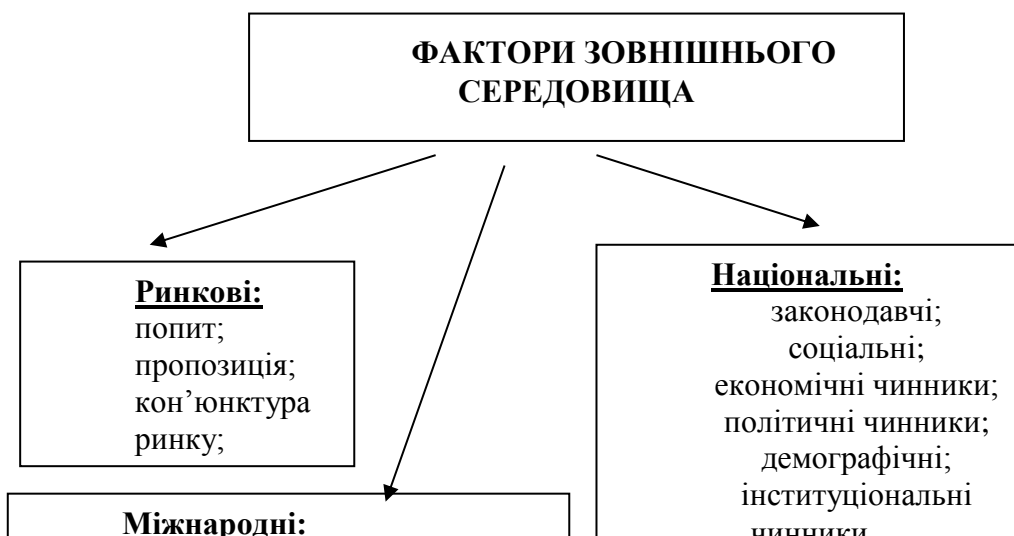 ФАКТОРИ ЗОВНІШНЬОГО
СЕРЕДОВИЩА
Ринкові:
попит;
пропозиція;
кон’юнктура
ринку;
Національні:
законодавчі;
соціальні;
економічні чинники;
політичні чинники;
демографічні;
інституціональні
чинники
Міжнародні: